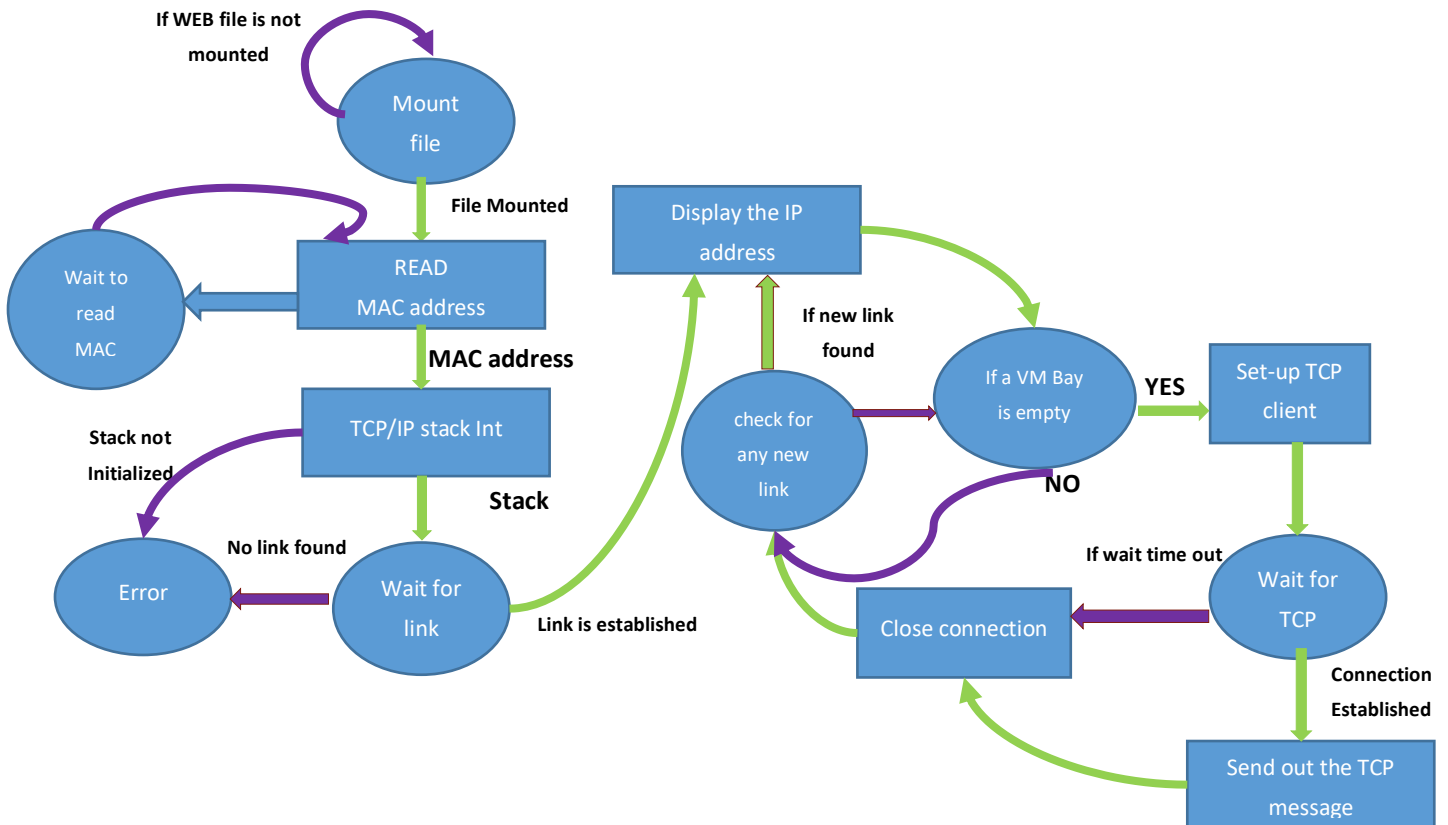 If WEB file is not
mounted
Mount
file
File Mounted
Wait to
read
MAC
READ
MAC address
MAC address
TCP/IP stack Int
Stack not
Initialized
Stack
Error
No link found
Wait for
link
Link is established
Display the IP
address
If new link
found
check for
any new
link
If a VM Bay
is empty
YES
NO
Set-up TCP
client
If wait time out
Wait for
TCP
Close connection
Connection
Established
Send out the TCP
message